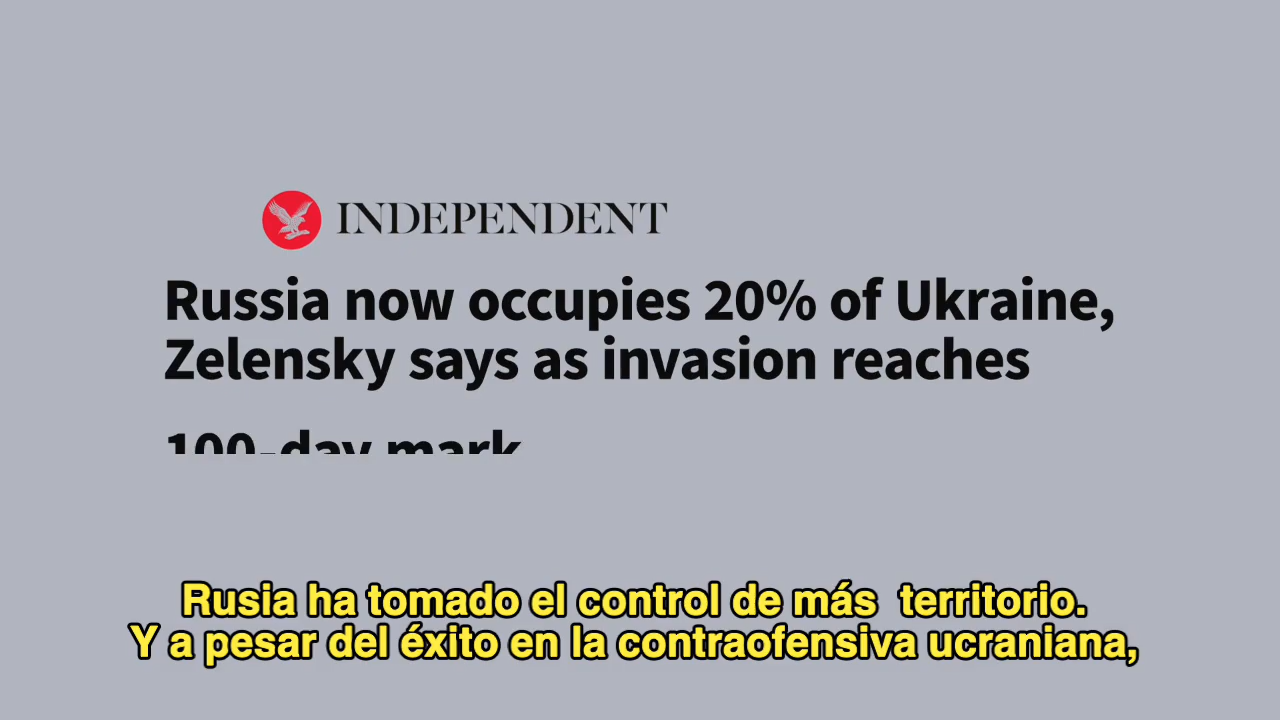 INDEPENDENT
Russia now occupies 20% of Ukraine,
Zelensky says as invasion reaches
100-day mark
Rusia ha tomado el control de más territorio.
Y a pesar del éxito en la contraofensiva ucraniana,